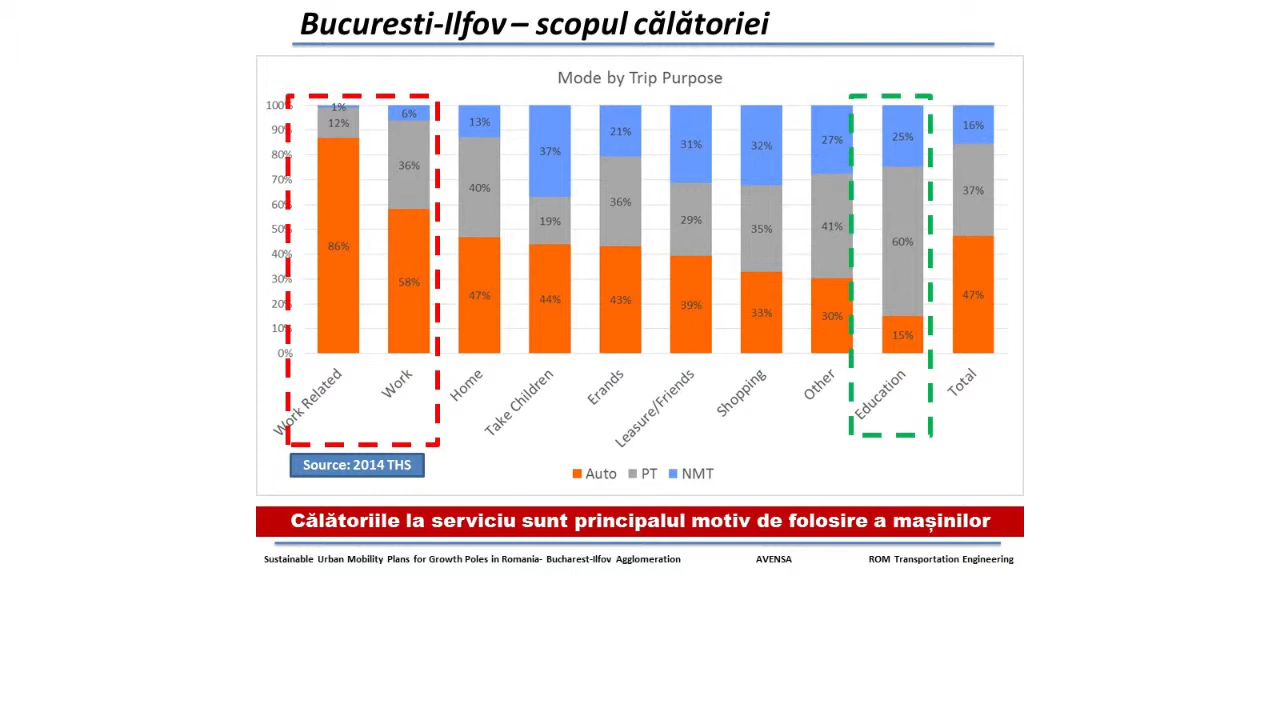 Bucuresti-Ilfov – scopul călătoriei
Mode by Trip Purpose
100%
90%
80%
70%
60%
50%
40%
30%
20%
10%
0%
1% 6% 13% 37% 21% 31% 32% 27% 25% 16%
12% 36% 40% 19% 36% 29% 35% 41% 60% 37%
86% 58% 47% 44% 43% 39% 33% 30% 15% 47%
Work Related
Work
Home
Take Children
Erands
Leasure/Friends
Shopping
Other
Education
Total
Source: 2014 THS
Auto PT NMT
Călătoriile la serviciu sunt principalul motiv de folosire a mașinilor
Sustainable Urban Mobility Plans for Growth Poles in Romania- Bucharest-Ilfov Agglomeration AVENSA ROM Transportation Engineering